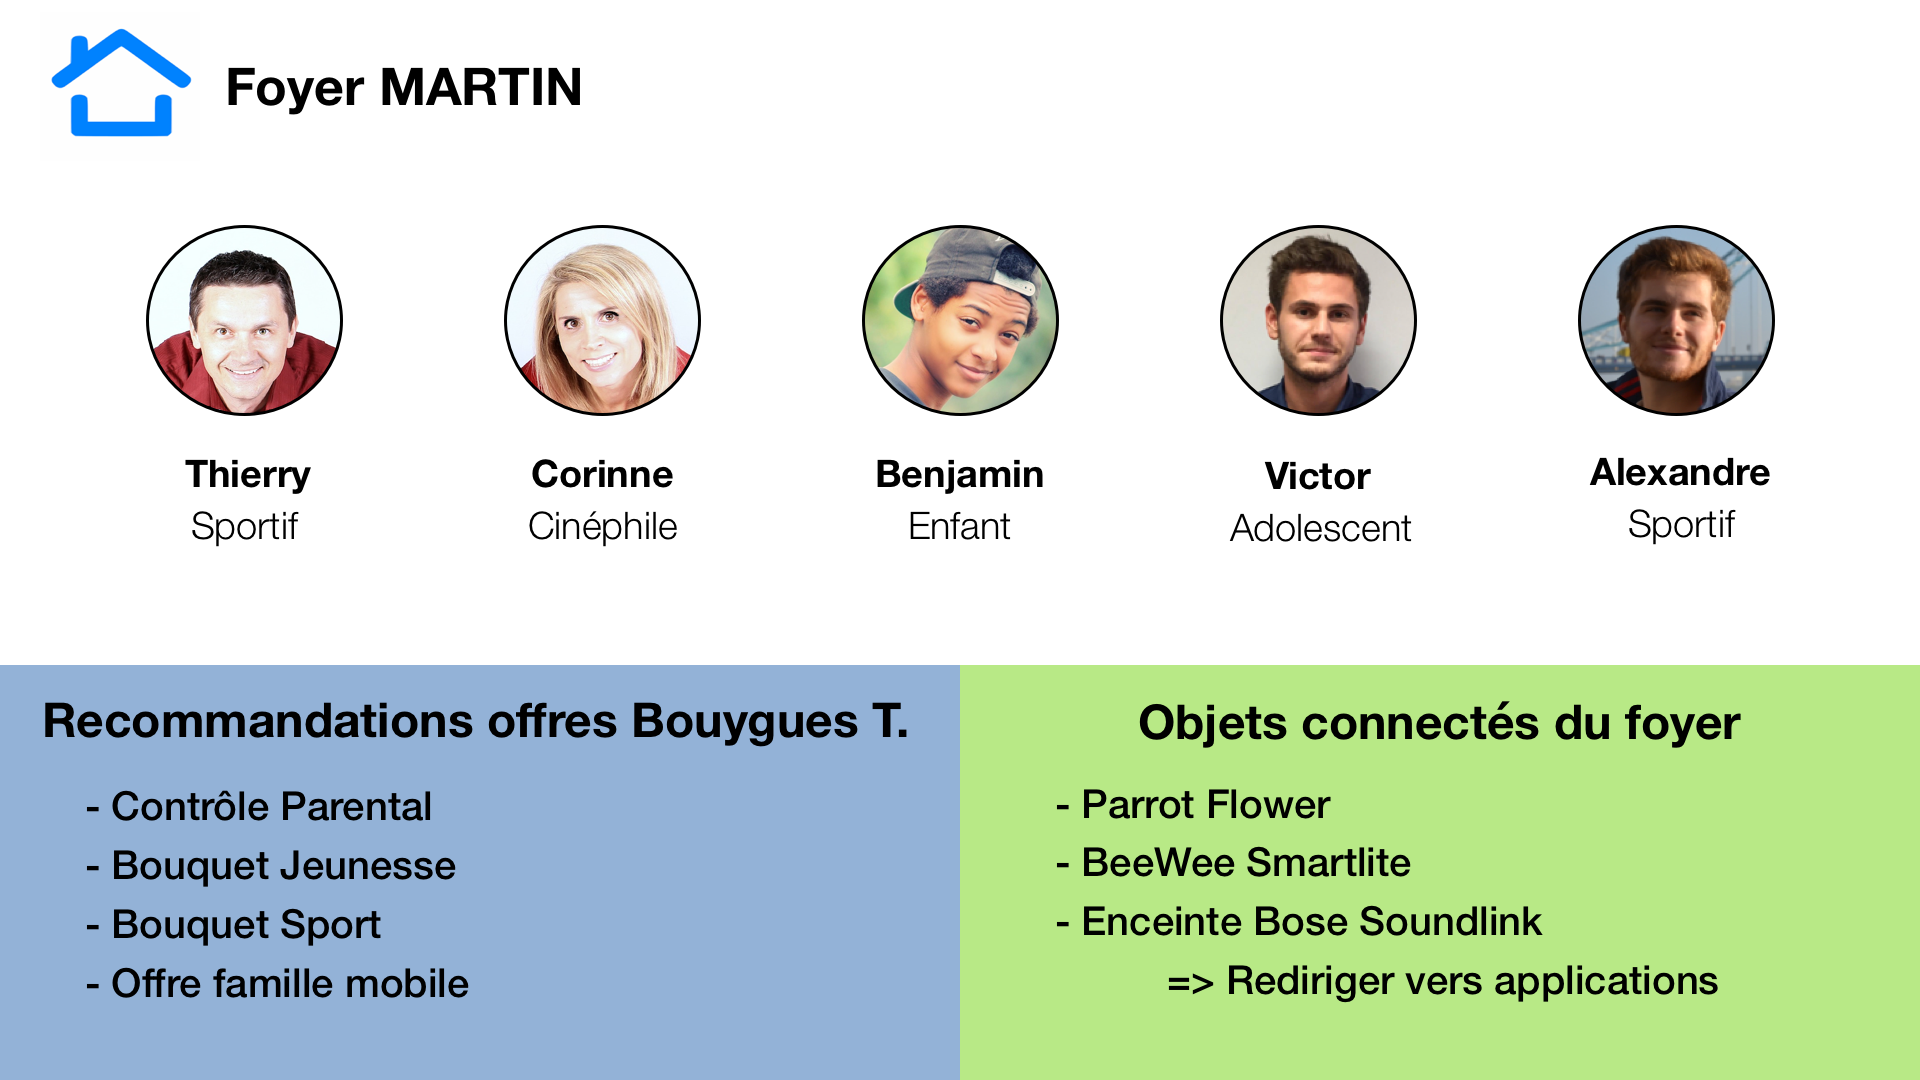 Foyer MARTIN
Thierry
Sportif
Corinne
Cinéphile
Benjamin
Enfant
Victor
Adolescent
Alexandre
Sportif
Recommandations offres Bouygues T.
- Contrôle Parental
- Bouquet Jeunesse
- Bouquet Sport
- Offre famille mobile
Objets connectés du foyer
- Parrot Flower
- BeeWee Smartlite
- Enceinte Bose Soundlink
=> Rediriger vers applications